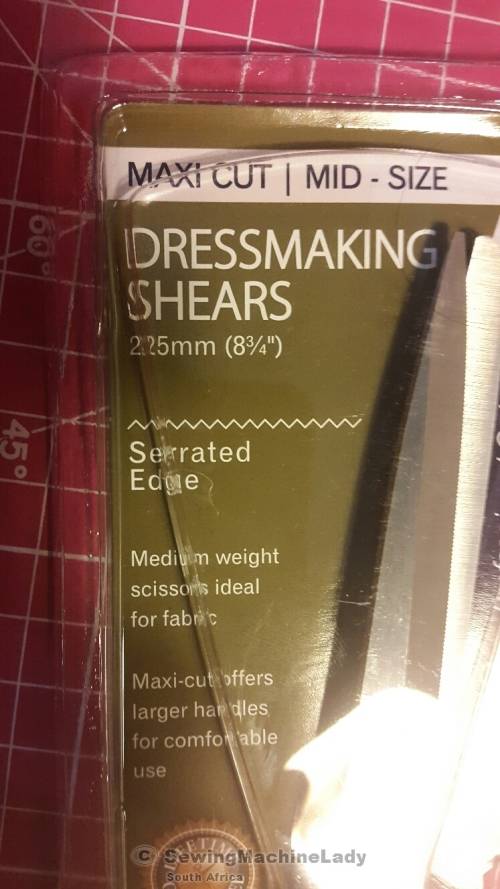 MAXI CUT | MID - SIZE
DRESSMAKING
SHEARS
225mm (8¾")
Serrated
Edge
Medium weight
scissors ideal
for fabric
Maxi-cut offers
larger handles
for comfortable
use
60°
45°
© SewingMachineLady
South Africa